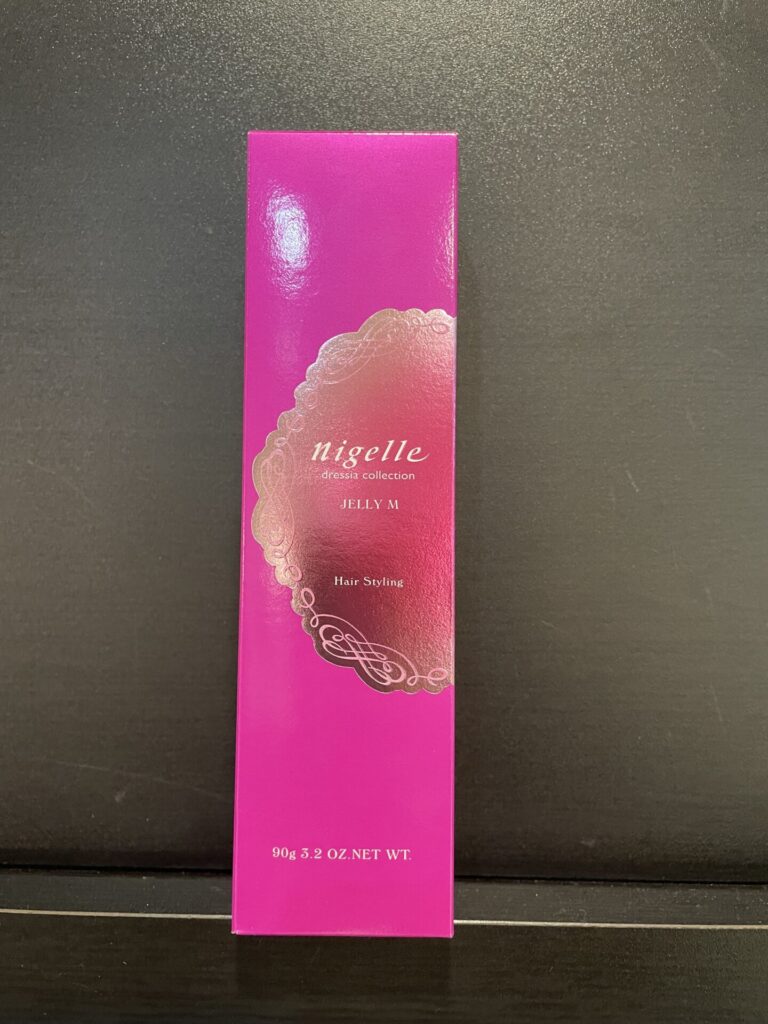 nigelle
dressia collection
JELLY M
Hair Styling
90g 3.2 OZ.NET WT.